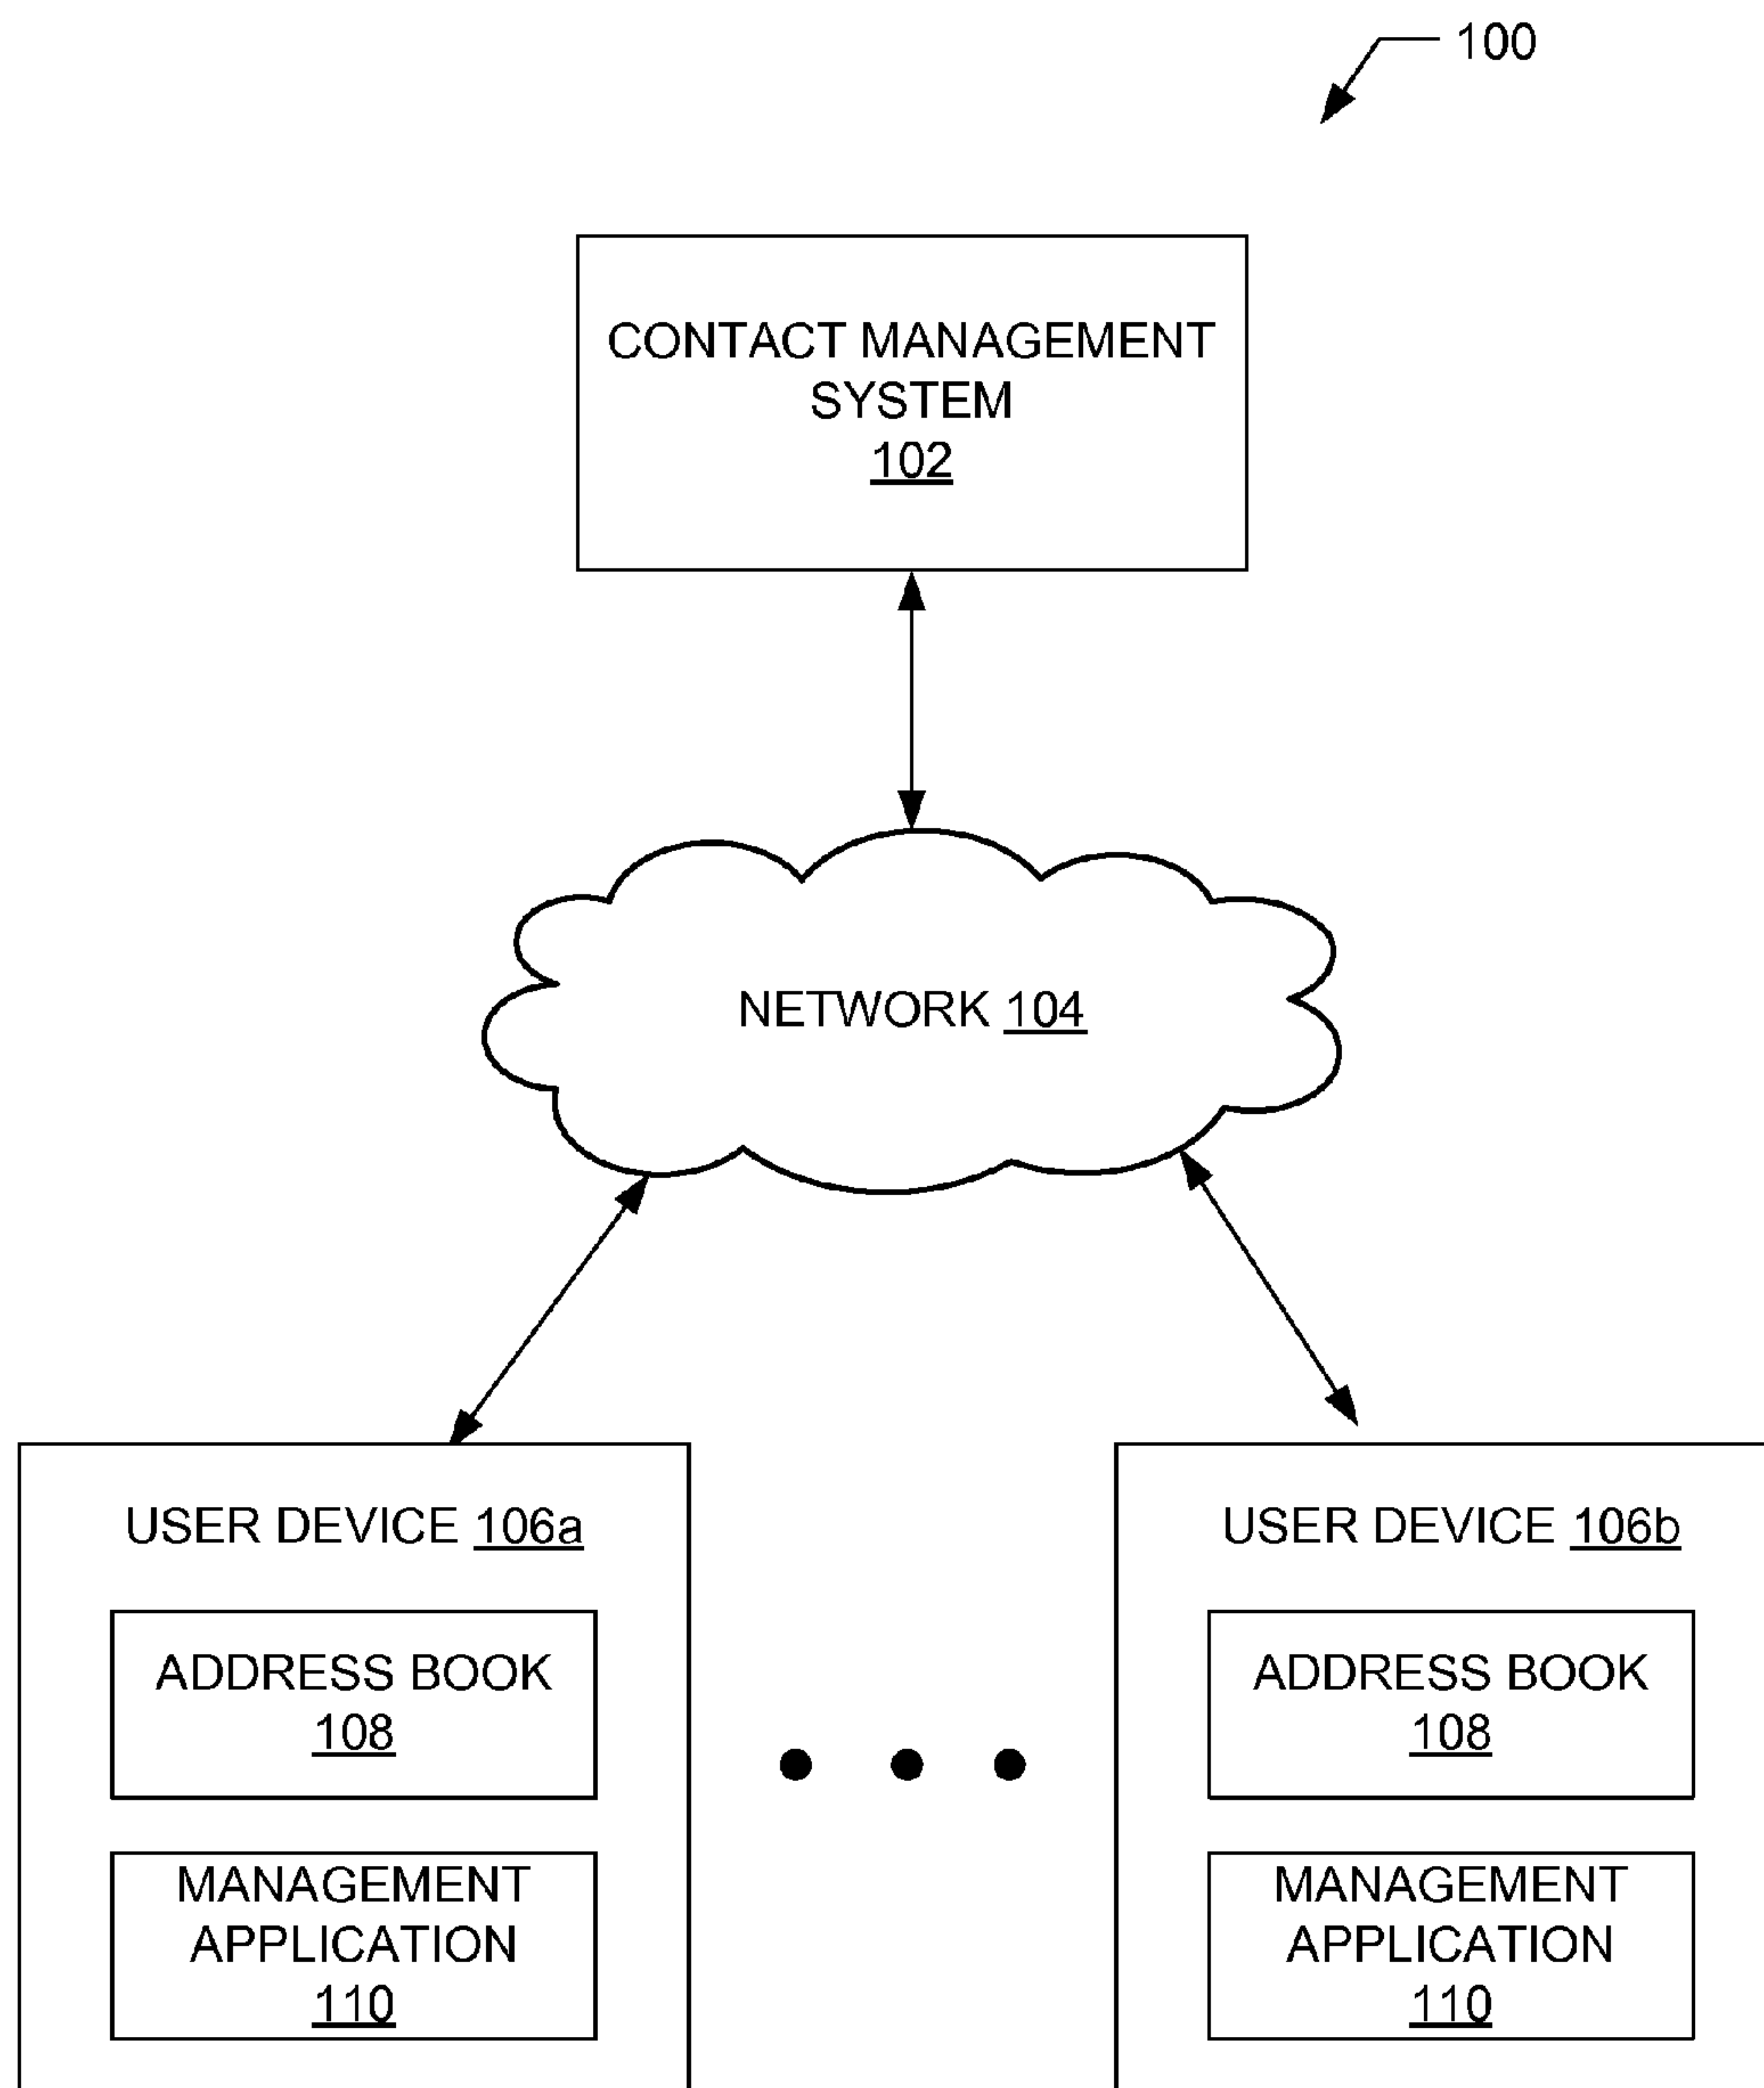 100
CONTACT MANAGEMENT
SYSTEM
102
NETWORK 104
USER DEVICE 106a
ADDRESS BOOK
108
MANAGEMENT
APPLICATION
110
USER DEVICE 106b
ADDRESS BOOK
108
MANAGEMENT
APPLICATION
110